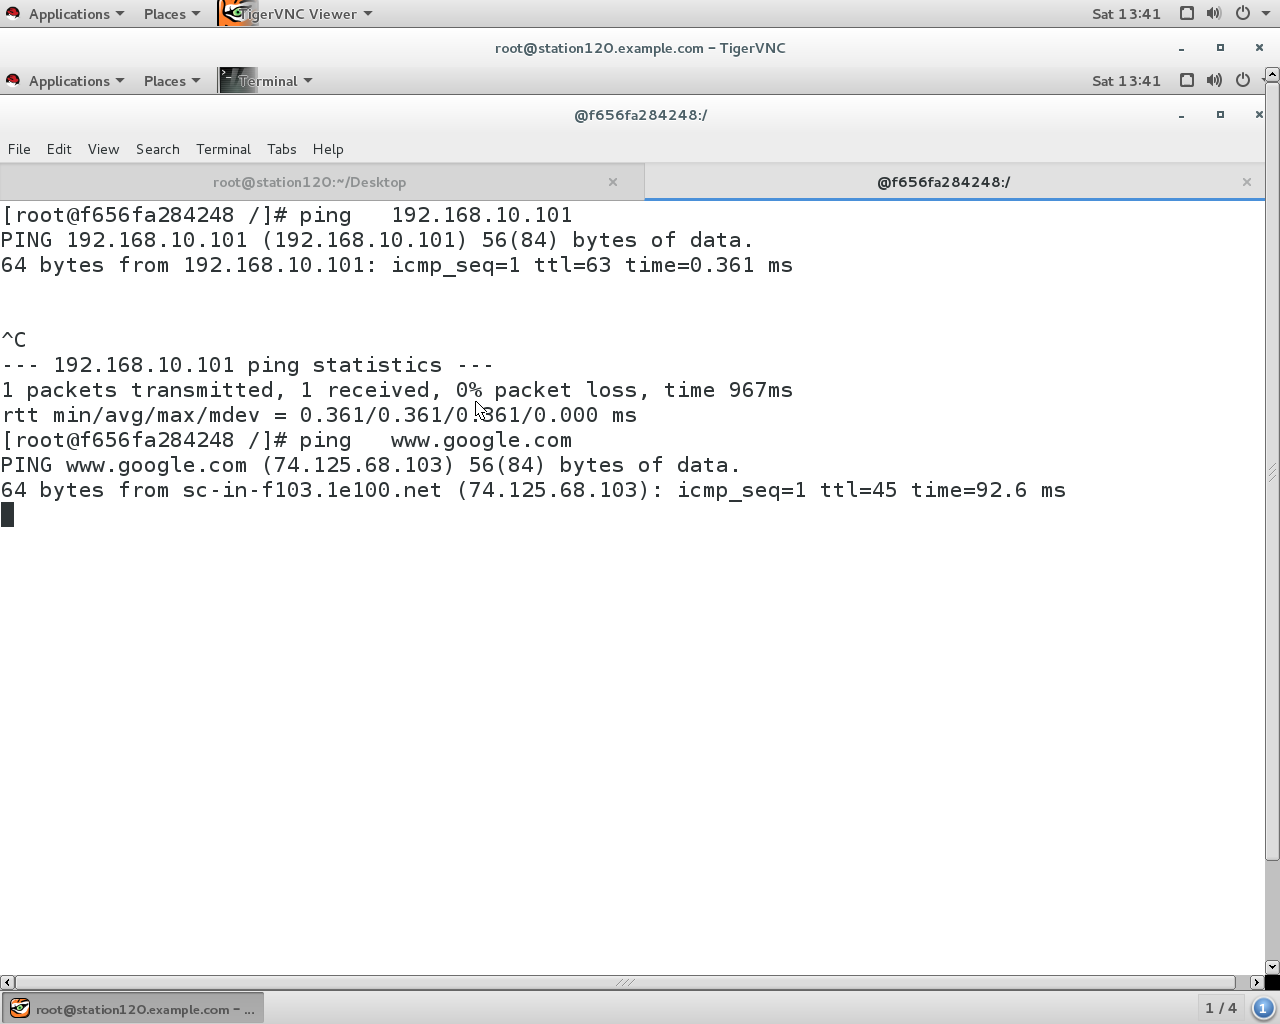 Applications Places TigerVNC Viewer Sat 13:41
root@station120.example.com - TigerVNC
Applications Places Terminal Sat 13:41
@f656fa284248:/
File Edit View Search Terminal Tabs Help
root@station120:~/Desktop @f656fa284248:/
[root@f656fa284248 /]# ping   192.168.10.101
PING 192.168.10.101 (192.168.10.101) 56(84) bytes of data.
64 bytes from 192.168.10.101: icmp_seq=1 ttl=63 time=0.361 ms
^C
--- 192.168.10.101 ping statistics ---
1 packets transmitted, 1 received, 0% packet loss, time 967ms
rtt min/avg/max/mdev = 0.361/0.361/0.361/0.000 ms
[root@f656fa284248 /]# ping   www.google.com
PING www.google.com (74.125.68.103) 56(84) bytes of data.
64 bytes from sc-in-f103.1e100.net (74.125.68.103): icmp_seq=1 ttl=45 time=92.6 ms
root@station120.example.com - ... 1 / 4 1